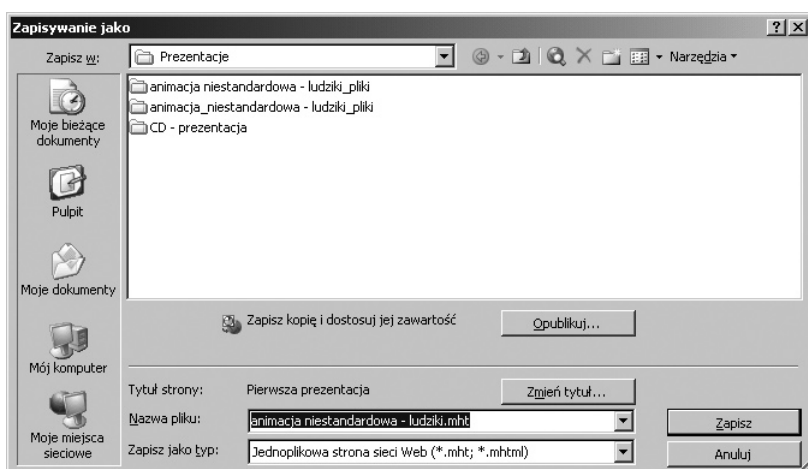 Zapisywanie jako
Zapisz w:
Prezentacje
Narzędzia
animacja niestandardowa - ludziki_pliki
animacja_niestandardowa - ludziki_pliki
CD - prezentacja
Moje bieżące
dokumenty
Pulpit
Moje dokumenty
Mój komputer
Moje miejsca
sieciowe
Zapisz kopię i dostosuj jej zawartość
Opublikuj...
Tytuł strony:
Pierwsza prezentacja
Zmień tytuł...
Nazwa pliku:
animacja niestandardowa - ludziki.mht
Zapisz
Zapisz jako typ:
Jednoplikowa strona sieci Web (*.mht; *.mhtml)
Anuluj